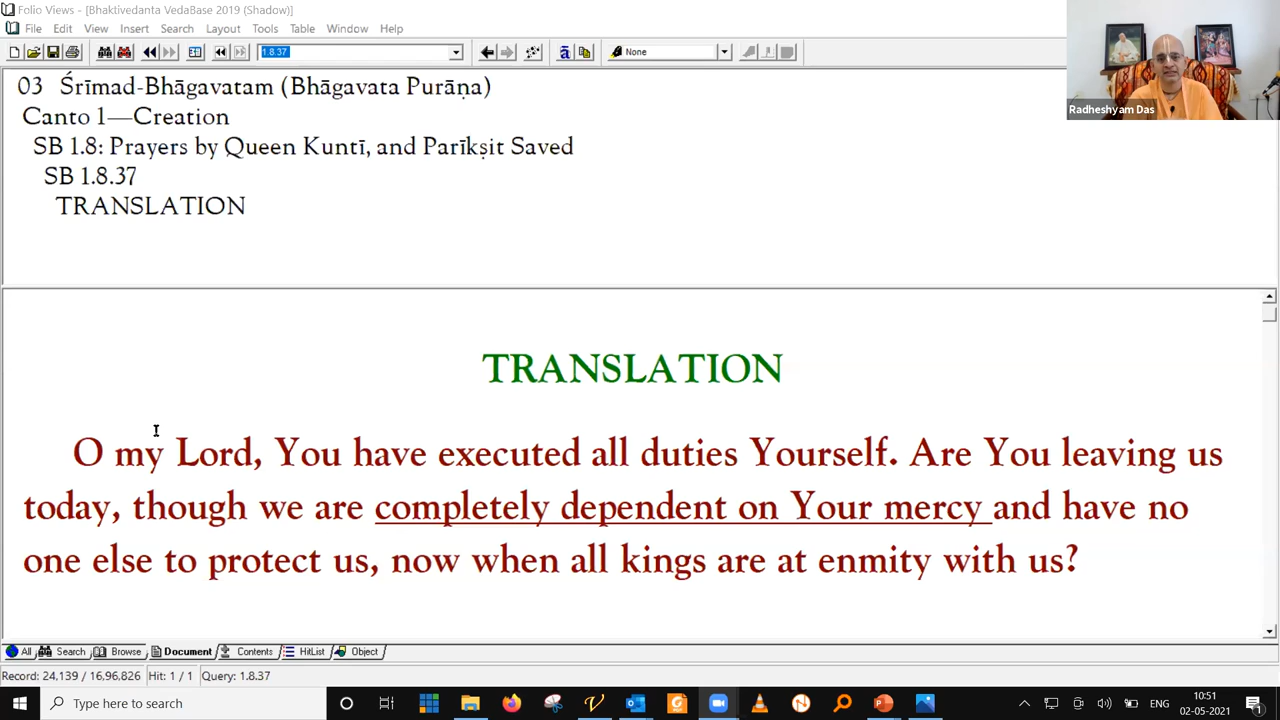 Folio Views - [Bhaktivedanta VedaBase 2019 (Shadow)]
File Edit View Insert Search Layout Tools Table Window Help
1.8.37
None
03 Śrīmad-Bhāgavatam (Bhāgavata Purāṇa)
Canto 1—Creation
SB 1.8: Prayers by Queen Kuntī, and Parīkṣit Saved
SB 1.8.37
TRANSLATION
Radheshyam Das
TRANSLATION
O my Lord, You have executed all duties Yourself. Are You leaving us
today, though we are completely dependent on Your mercy and have no
one else to protect us, now when all kings are at enmity with us?
All Search Browse Document Contents HitList Object
Record: 24,139 / 16,96,826 Hit: 1 / 1 Query: 1.8.37
Type here to search
ENG
10:51
02-05-2021
1